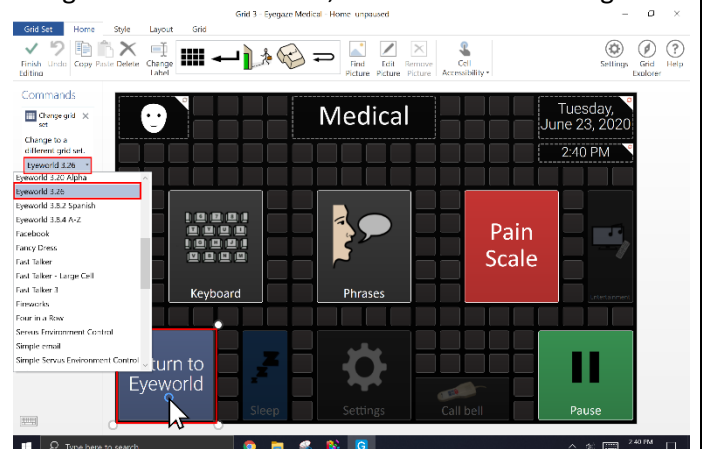 Grid 3 - Eyegaze Medical - Home unpaused
Grid Set Home Style Layout Grid
Finish Editing
Undo
Copy
Paste
Delete
Change Label
Find Picture
Edit Picture
Remove Picture
Cell Accessibility
Settings
Grid Explorer
Help
Commands
Change grid set
Change to a different grid set.
Eyeworld 3.26
Eyeworld 3.20 Alpha
Eyeworld 3.26
Eyeworld 3.8.2 Spanish
Eyeworld 3.8.4 A-Z
Facebook
Fancy Dress
Fast Talker
Fast Talker - Large Cell
Fast Talker 3
Fireworks
Four in a Row
Servus Environment Control
Simple email
Simple Servus Environment Control
Medical
Tuesday,
June 23, 2020
2:40 PM
Keyboard
Phrases
Pain
Scale
Entertainment
turn to
Eyeworld
Sleep
Settings
Call bell
Pause
Type here to search
2:40 PM